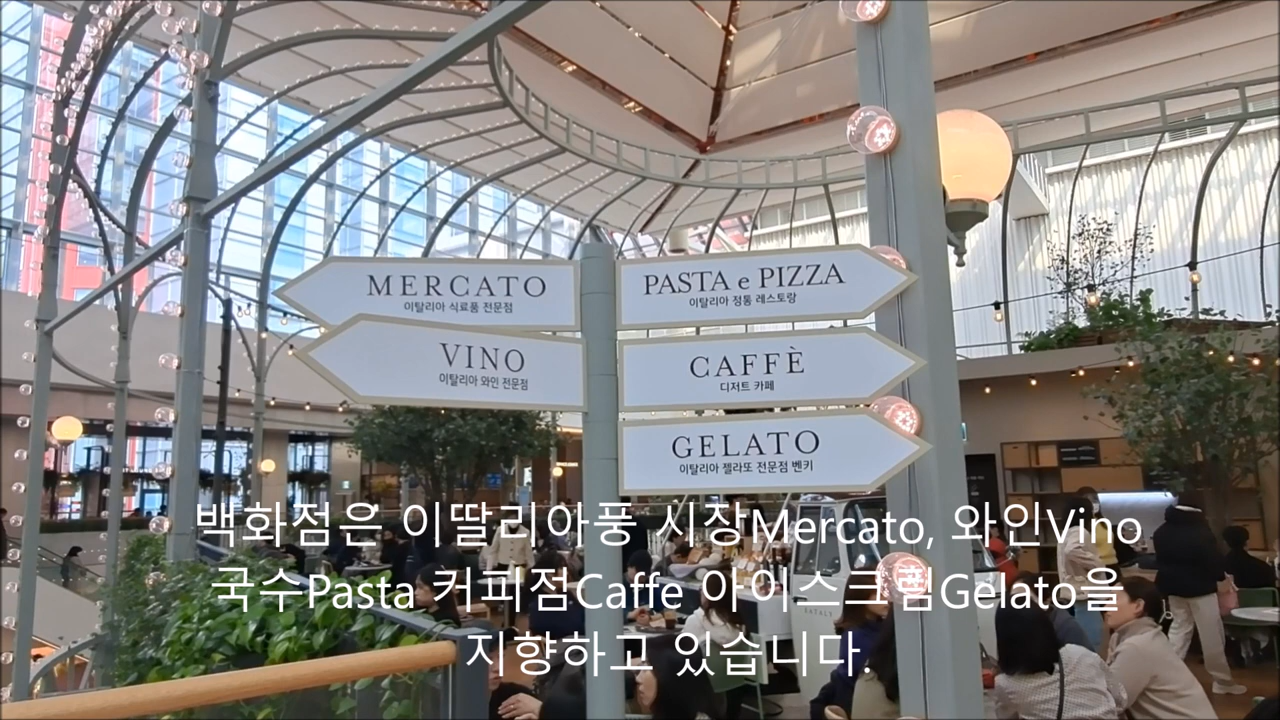 MERCATO
이탈리아 식료품 전문점
VINO
이탈리아 와인 전문점
PASTA e PIZZA
이탈리아 정통 레스토랑
CAFFÈ
디저트 카페
GELATO
이탈리아 젤라또 전문점 벤키
EATALY
백화점은 이딸리아풍 시장Mercato, 와인Vino
국수Pasta 커피점Caffe 아이스크림Gelato을
지향하고 있습니다